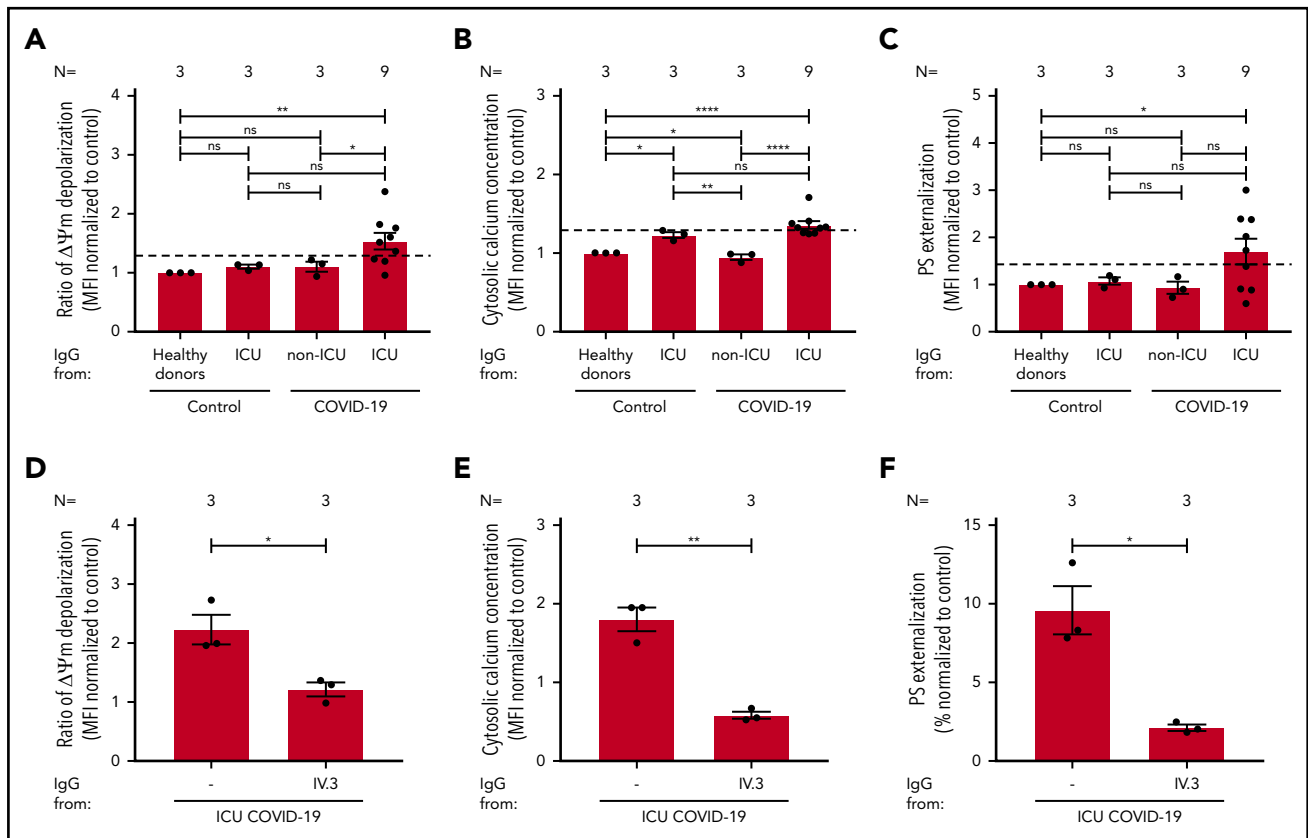 A
N= 3 3 3 9
Ratio of ΔΨm depolarization
(MFI normalized to control)
4
3
2
1
0
**
ns
ns
*
ns
ns
IgG
from:
Healthy
donors
ICU
non-ICU
ICU
Control
COVID-19
B
N= 3 3 3 9
Cytosolic calcium concentration
(MFI normalized to control)
3
2
1
0
****
*
*
****
ns
**
IgG
from:
Healthy
donors
ICU
non-ICU
ICU
Control
COVID-19
C
N= 3 3 3 9
PS externalization
(MFI normalized to control)
5
4
3
2
1
0
*
ns
ns
ns
ns
ns
IgG
from:
Healthy
donors
ICU
non-ICU
ICU
Control
COVID-19
D
N= 3 3
Ratio of ΔΨm depolarization
(MFI normalized to control)
4
3
2
1
0
*
IgG
from:
- IV.3
ICU COVID-19
E
N= 3 3
Cytosolic calcium concentration
(MFI normalized to control)
3
2
1
0
**
IgG
from:
- IV.3
ICU COVID-19
F
N= 3 3
PS externalization
(% normalized to control)
15
10
5
0
*
IgG
from:
- IV.3
ICU COVID-19